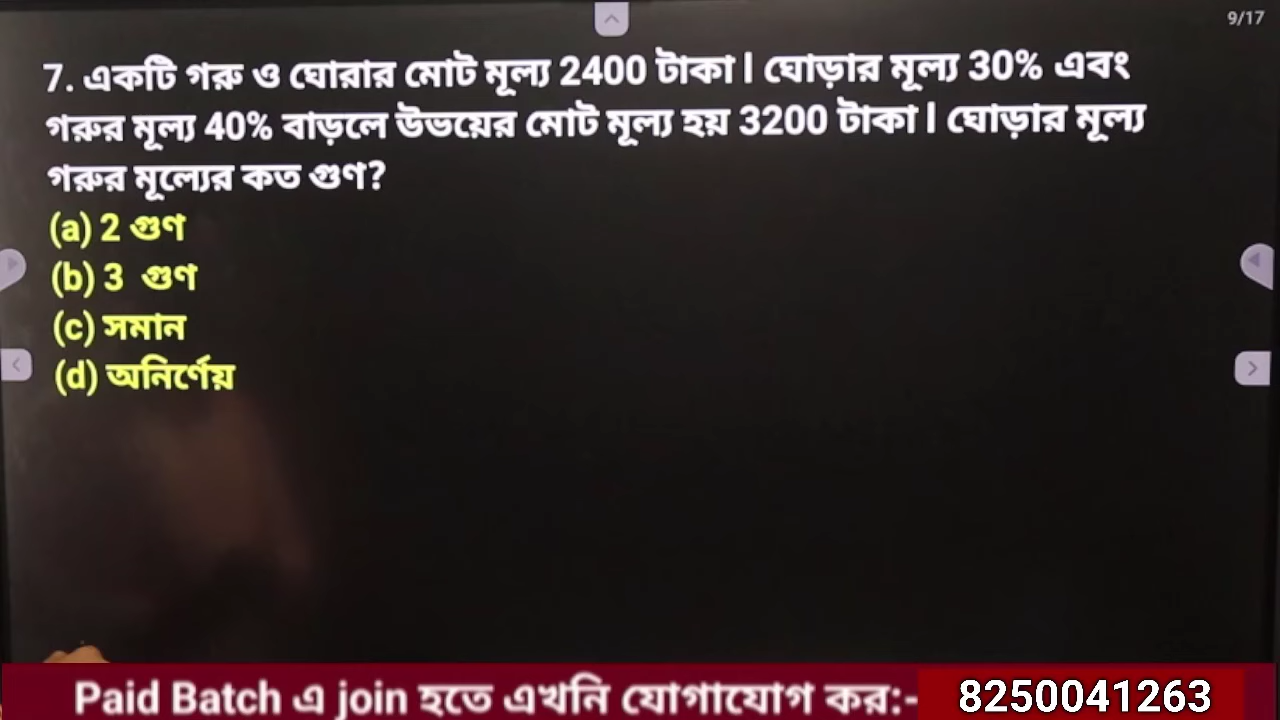 9/17
7. একটি গরু ও ঘোরার মোট মূল্য 2400 টাকা l ঘোড়ার মূল্য 30% এবং
গরুর মূল্য 40% বাড়লে উভয়ের মোট মূল্য হয় 3200 টাকা l ঘোড়ার মূল্য
গরুর মূল্যের কত গুণ?
(a) 2 গুণ
(b) 3 গুণ
(c) সমান
(d) অনির্ণেয়
Paid Batch এ join হতে এখনি যোগাযোগ কর:- 8250041263